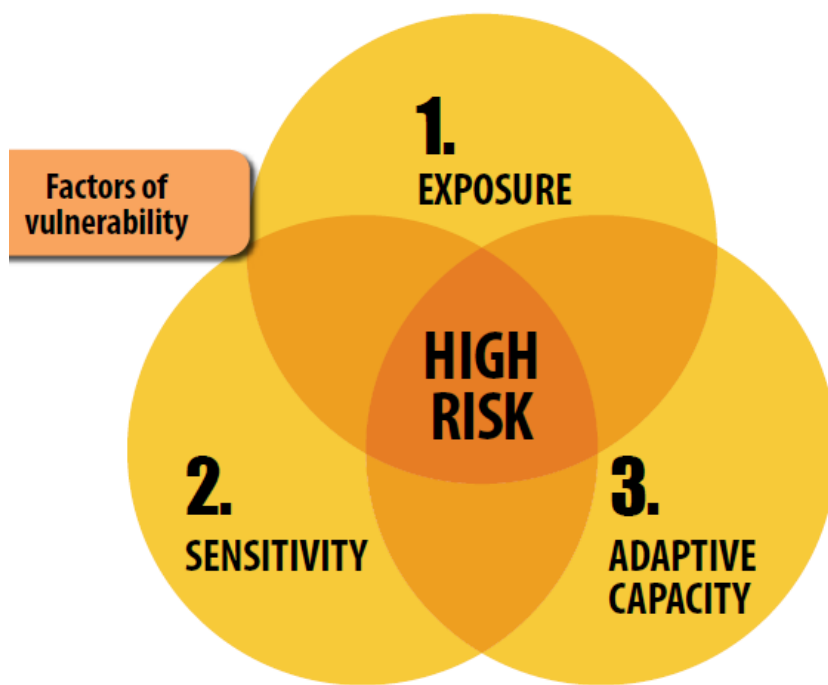 1.
EXPOSURE
Factors of
vulnerability
HIGH
RISK
2.
SENSITIVITY
3.
ADAPTIVE
CAPACITY